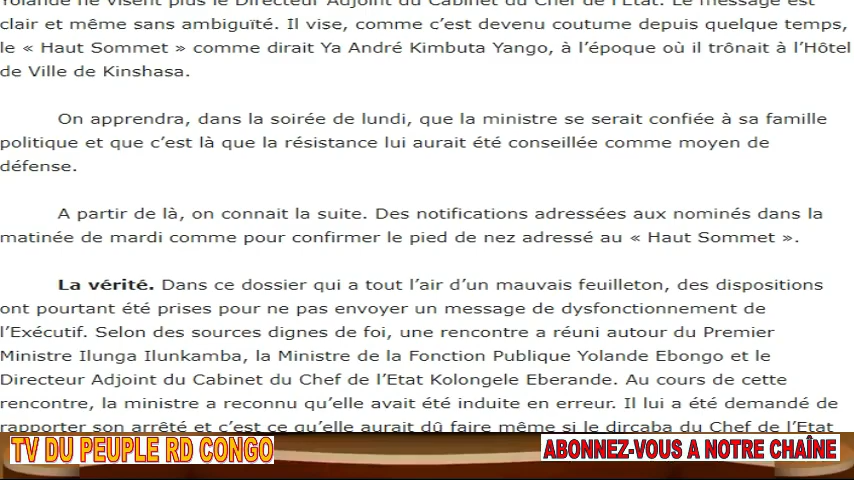 Yolande ne visent plus le Directeur Adjoint du Cabinet du Chef de l'Etat. Le message est
clair et même sans ambiguïté. Il vise, comme c'est devenu coutume depuis quelque temps,
le « Haut Sommet » comme dirait Ya André Kimbuta Yango, à l'époque où il trônait à l'Hôtel
de Ville de Kinshasa.
On apprendra, dans la soirée de lundi, que la ministre se serait confiée à sa famille
politique et que c'est là que la résistance lui aurait été conseillée comme moyen de
défense.
A partir de là, on connait la suite. Des notifications adressées aux nominés dans la
matinée de mardi comme pour confirmer le pied de nez adressé au « Haut Sommet ».
La vérité. Dans ce dossier qui a tout l'air d'un mauvais feuilleton, des dispositions
ont pourtant été prises pour ne pas envoyer un message de dysfonctionnement de
l'Exécutif. Selon des sources dignes de foi, une rencontre a réuni autour du Premier
Ministre Ilunga Ilunkamba, la Ministre de la Fonction Publique Yolande Ebongo et le
Directeur Adjoint du Cabinet du Chef de l'Etat Kolongele Eberande. Au cours de cette
rencontre, la ministre a reconnu qu'elle avait été induite en erreur. Il lui a été demandé de
rapporter son arrêté et c'est ce qu'elle aurait dû faire même si le dircaba du Chef de l'Etat
TV DU PEUPLE RD CONGO
ABONNEZ-VOUS A NOTRE CHAÎNE